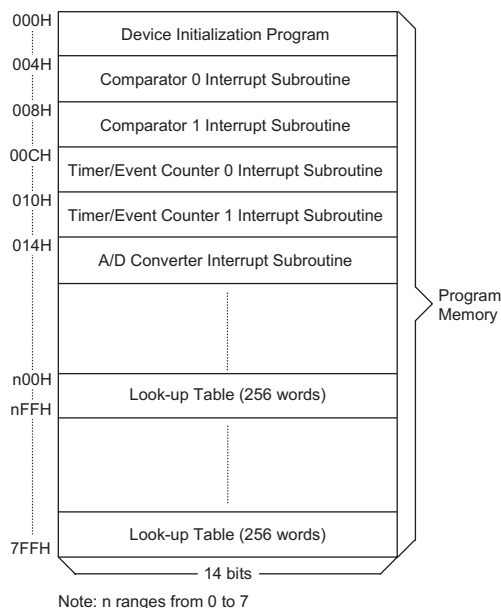 000H
Device Initialization Program
004H
Comparator 0 Interrupt Subroutine
008H
Comparator 1 Interrupt Subroutine
00CH
Timer/Event Counter 0 Interrupt Subroutine
010H
Timer/Event Counter 1 Interrupt Subroutine
014H
A/D Converter Interrupt Subroutine
Program
Memory
n00H
Look-up Table (256 words)
nFFH
Look-up Table (256 words)
7FFH
14 bits
Note: n ranges from 0 to 7